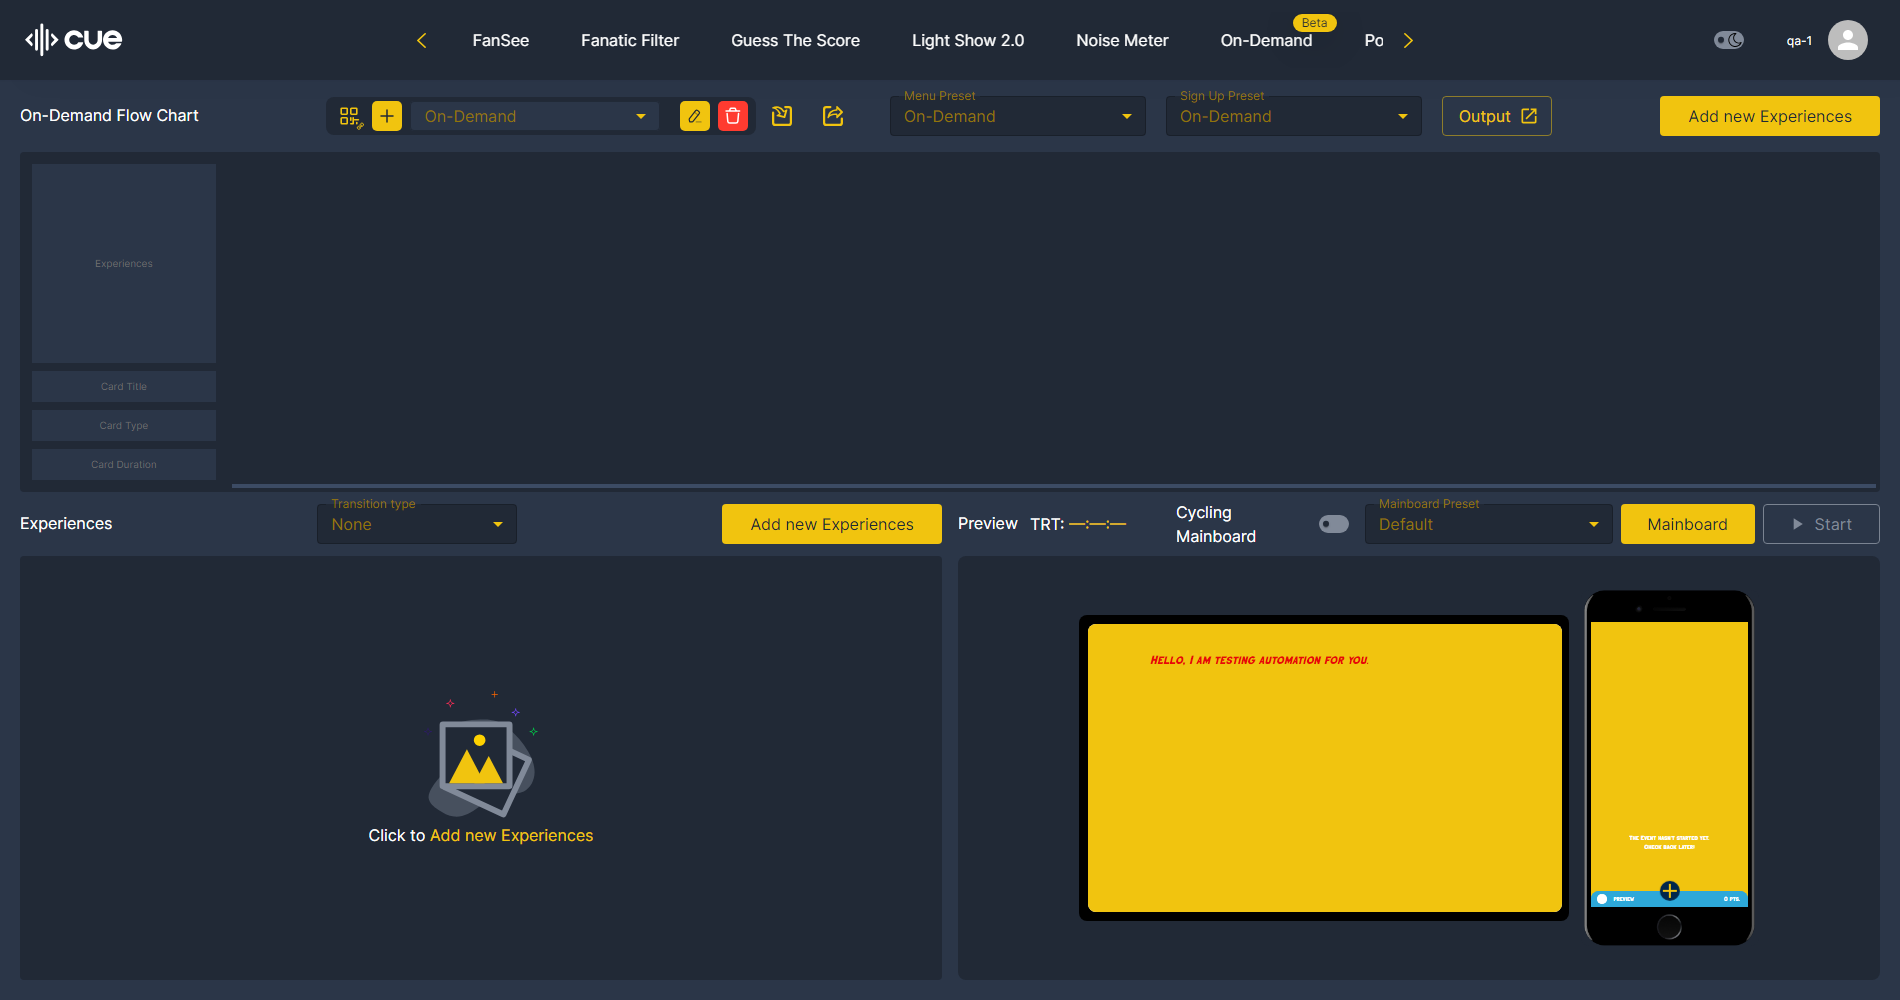 cue
FanSee
Fanatic Filter
Guess The Score
Light Show 2.0
Noise Meter
On-Demand
Beta
Po
qa-1
On-Demand Flow Chart
On-Demand
Menu Preset
On-Demand
Sign Up Preset
On-Demand
Output
Add new Experiences
Experiences
Card Title
Card Type
Card Duration
Experiences
Transition type
None
Add new Experiences
Preview
TRT: —:—:—
Cycling
Mainboard
Mainboard Preset
Default
Mainboard
Start
Click to Add new Experiences
Hello, I am testing automation for you.
The event hasn't started yet
Check back later!
PREVIEW
0 PTS.